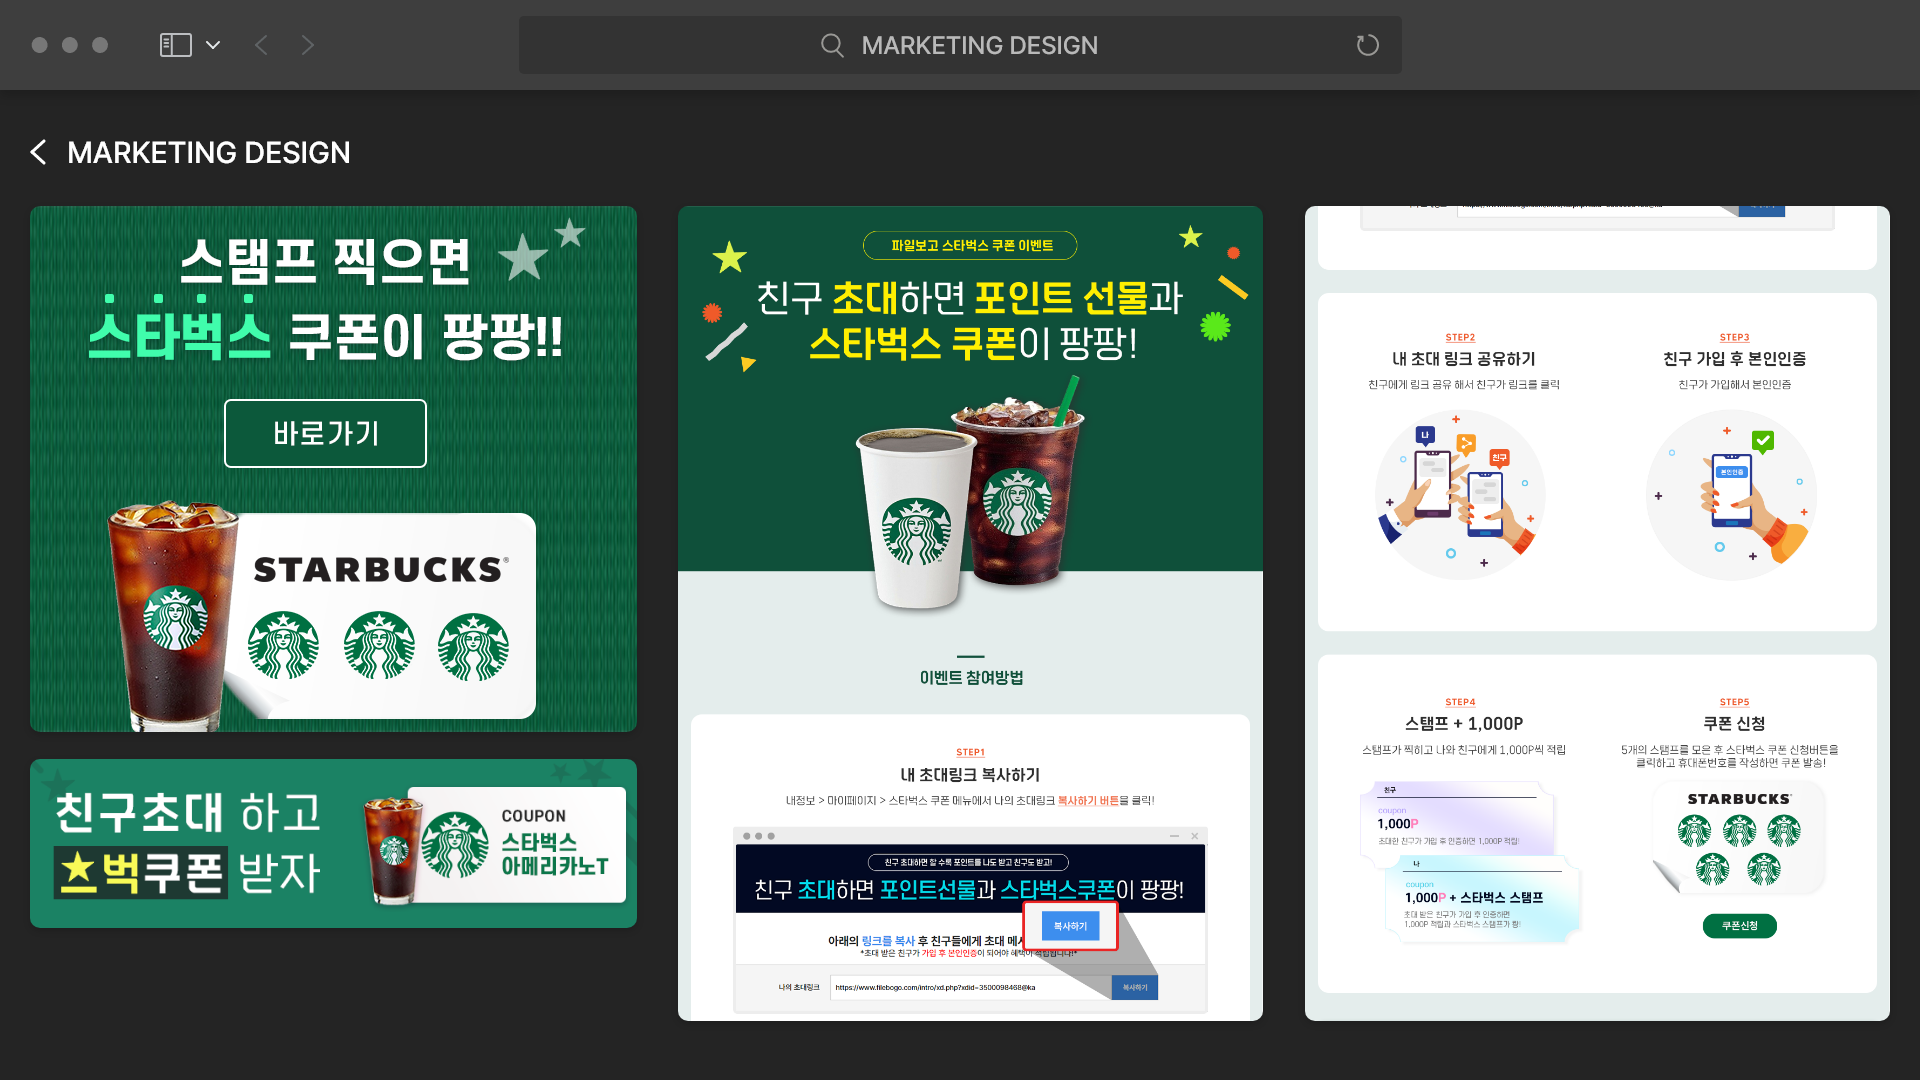 MARKETING DESIGN
MARKETING DESIGN
스탬프 찍으면
스타벅스 쿠폰이 팡팡!!
바로가기
STARBUCKS®
친구초대 하고
스벅쿠폰 받자
COUPON
스타벅스
아메리카노T
파일보고 스타벅스 쿠폰 이벤트
친구 초대하면 포인트 선물과
스타벅스 쿠폰이 팡팡!
이벤트 참여방법
STEP1
내 초대링크 복사하기
내정보 > 마이페이지 > 스타벅스 쿠폰 메뉴에서 나의 초대링크 복사하기 버튼을 클릭!
친구 초대하면 할 수록 포인트를 나도 받고 친구도 받고!
친구 초대하면 포인트선물과 스타벅스쿠폰이 팡팡!
복사하기
아래의 링크를 복사 후 친구들에게 초대
*초대 받은 친구가 가입 후 본인인증이 되어야 혜택이 적립됩니다!*
나의 초대링크
https://www.filebogo.com/intro/xd.php?xdid=3500098468@ka
복사하기
STEP2
내 초대 링크 공유하기
친구에게 링크 공유 해서 친구가 링크를 클릭
나
친구
STEP3
친구 가입 후 본인인증
친구가 가입해서 본인인증
본인인증
STEP4
스탬프 + 1,000P
스탬프가 찍히고 나와 친구에게 1,000P씩 적립
친구
coupon
1,000P
초대한 친구가 가입 후 인증하면 1,000P 적립!
나
coupon
1,000P + 스타벅스 스탬프
초대 받은 친구가 가입 후 인증하면
1,000P 적립과 스타벅스 스탬프가 팡!
STEP5
쿠폰 신청
5개의 스탬프를 모은 후 스타벅스 쿠폰 신청버튼을
클릭하고 휴대폰번호를 작성하면 쿠폰 발송!
STARBUCKS
쿠폰신청